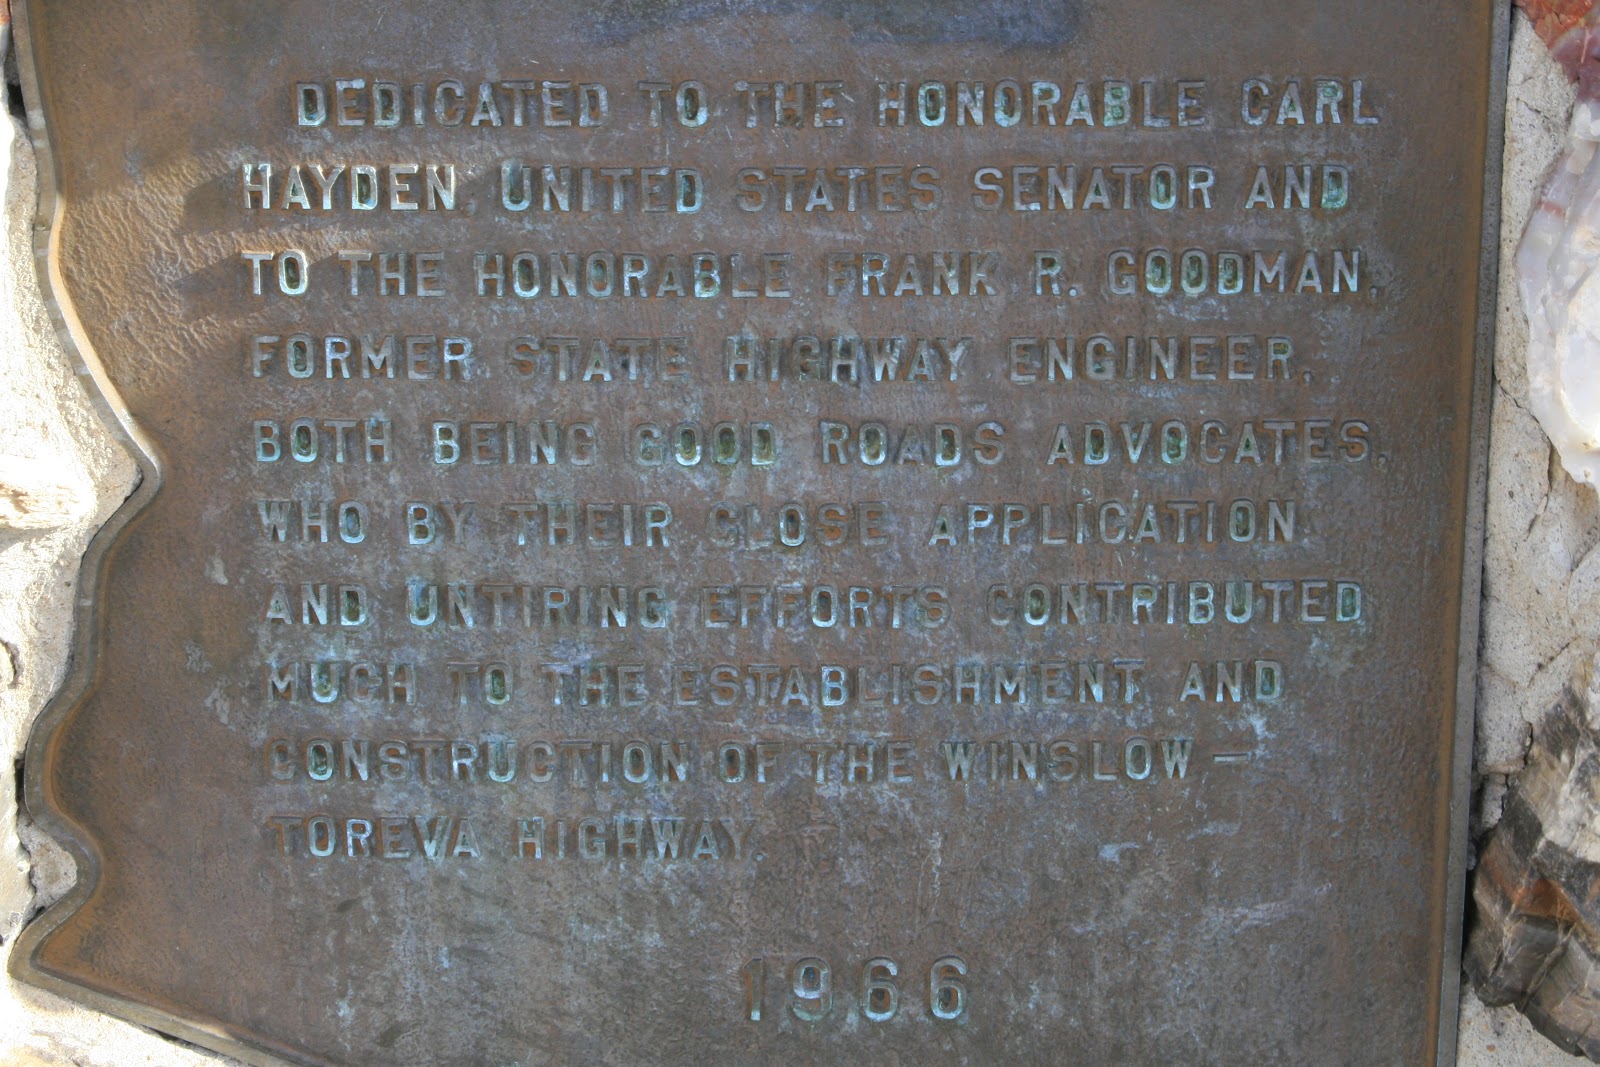 DEDICATED TO THE HONORABLE CARL
HAYDEN, UNITED STATES SENATOR AND
TO THE HONORABLE FRANK R. GOODMAN,
FORMER STATE HIGHWAY ENGINEER,
BOTH BEING GOOD ROADS ADVOCATES,
WHO BY THEIR CLOSE APPLICATION
AND UNTIRING EFFORTS CONTRIBUTED
MUCH TO THE ESTABLISHMENT AND
CONSTRUCTION OF THE WINSLOW —
TOREVA HIGHWAY.
1966